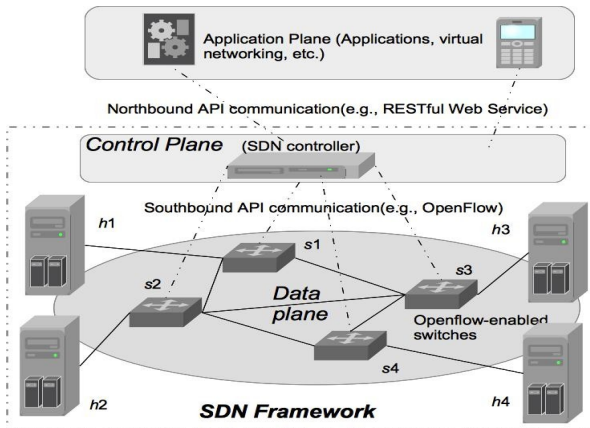 Application Plane (Applications, virtual
networking, etc.)
Northbound API communication(e.g., RESTful Web Service)
Control Plane (SDN controller)
Southbound API communication(e.g., OpenFlow)
h1
h3
s1
s2
s3
Data
plane
Openflow-enabled
switches
s4
h2
h4
SDN Framework